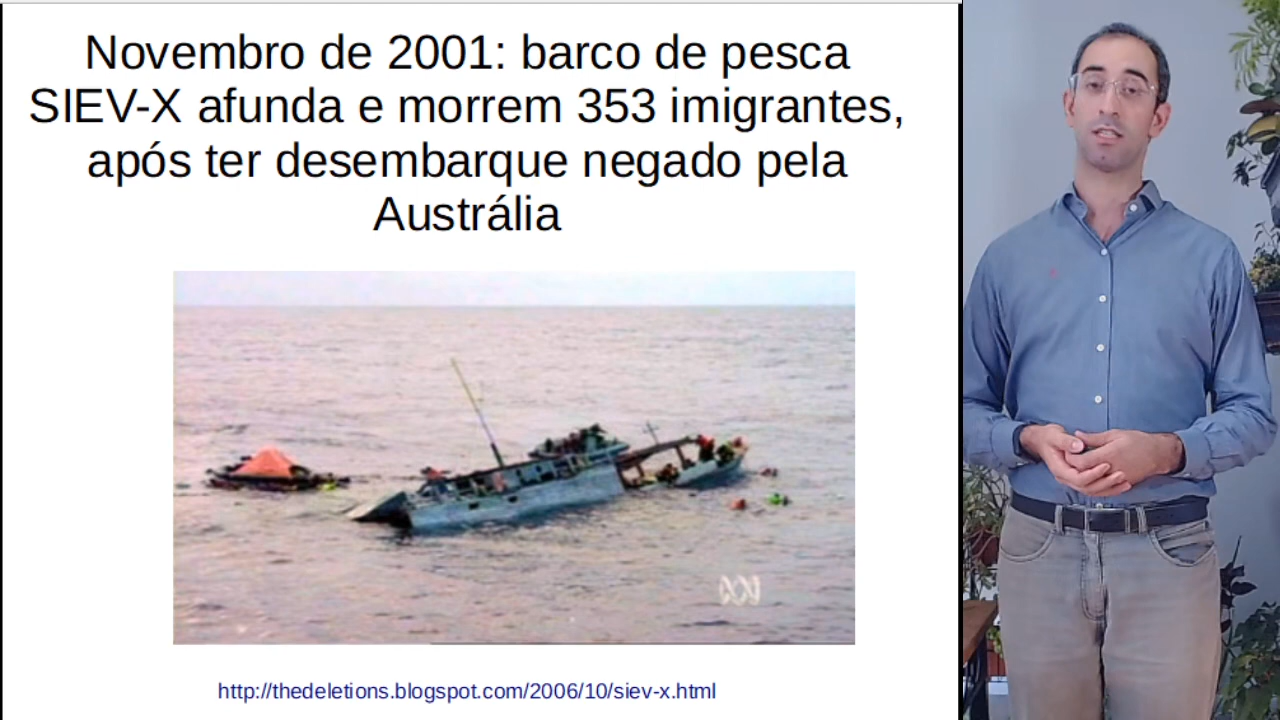 Novembro de 2001: barco de pesca
SIEV-X afunda e morrem 353 imigrantes,
após ter desembarque negado pela
Austrália
http://thedeletions.blogspot.com/2006/10/siev-x.html